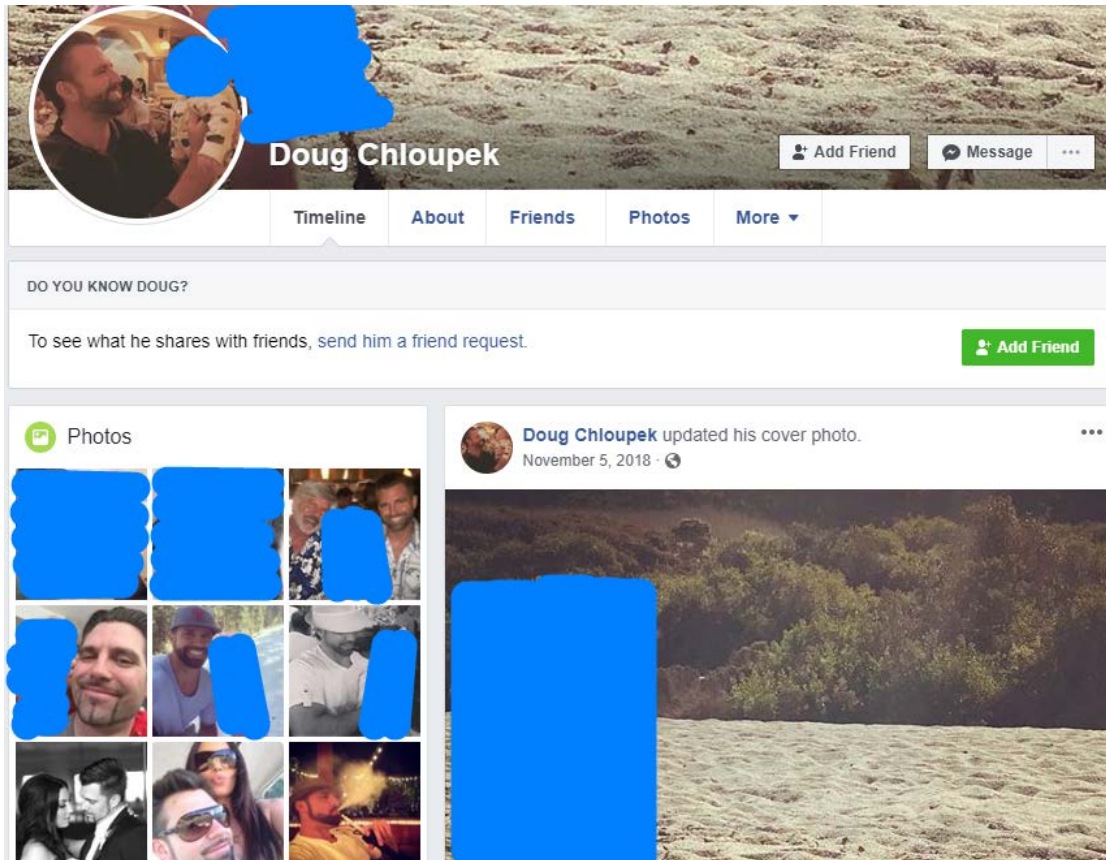 Doug Chloupek
Add Friend
Message
Timeline
About
Friends
Photos
More
DO YOU KNOW DOUG?
To see what he shares with friends, send him a friend request.
Add Friend
Photos
Doug Chloupek updated his cover photo.
November 5, 2018 ·